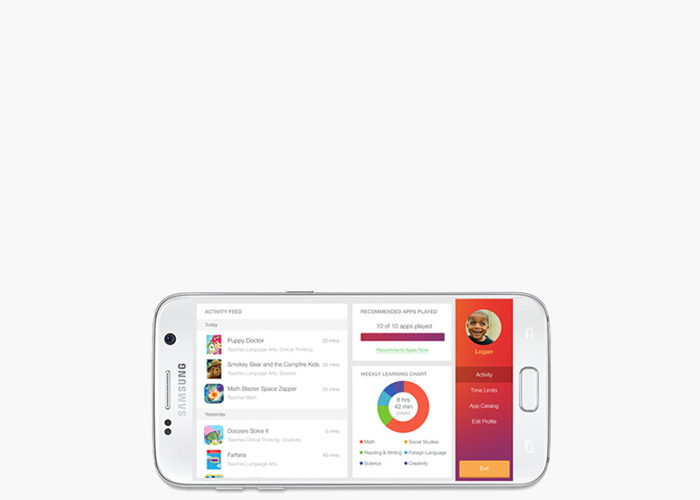 SAMSUNG
ACTIVITY FEED
Today
Puppy Doctor
20 mins
Teaches Language Arts, Critical Thinking
Smokey Bear and the Campfire Kids
35 mins
Teaches Language Arts, Science
Math Blaster Space Zapper
25 mins
Teaches Math
Yesterday
Doozers Solve It
5 mins
Teaches Critical Thinking, Creativity
Farfaria
10 mins
Teaches Language Arts
RECOMMENDED APPS PLAYED
10 of 10 apps played
Recommend Apps Now
WEEKLY LEARNING CHART
8 hrs
42 min
played
Math
Social Studies
Reading & Writing
Foreign Language
Science
Creativity
Logan
Activity
Time Limits
App Catalog
Edit Profile
Exit